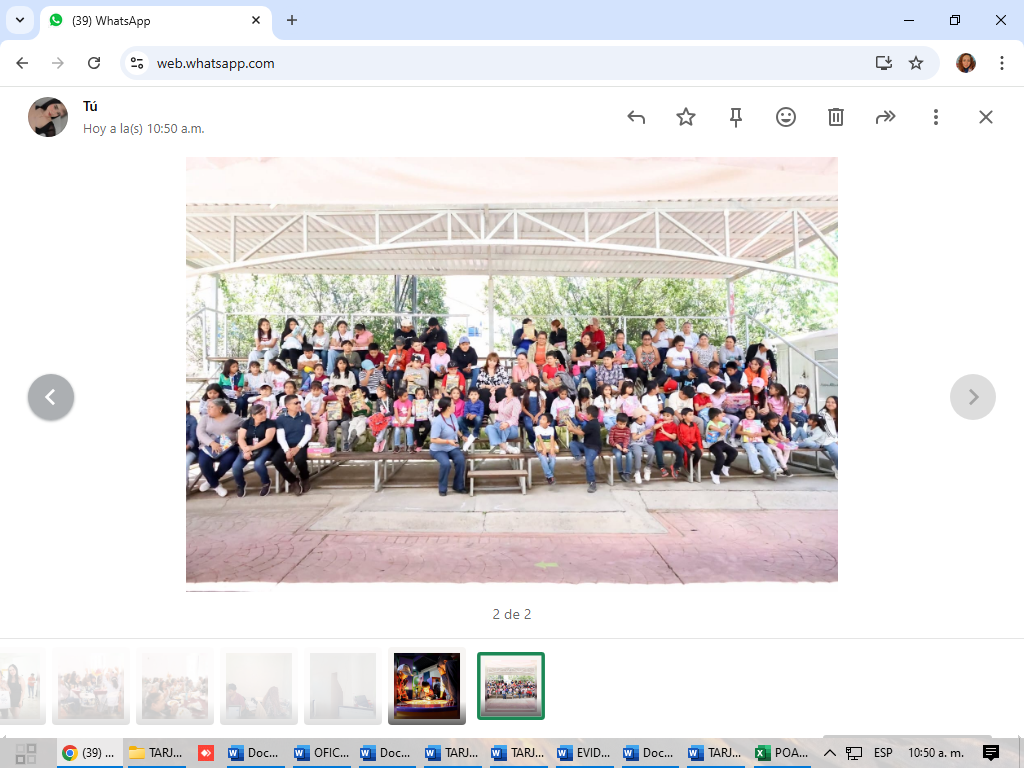 (39) WhatsApp
web.whatsapp.com
Tú
Hoy a la(s) 10:50 a.m.
2 de 2
(39) ...
TARJ...
Doc...
OFIC...
Doc...
TARJ...
TARJ...
EVID...
Doc...
TARJ...
POA...
ESP
10:50 a. m.